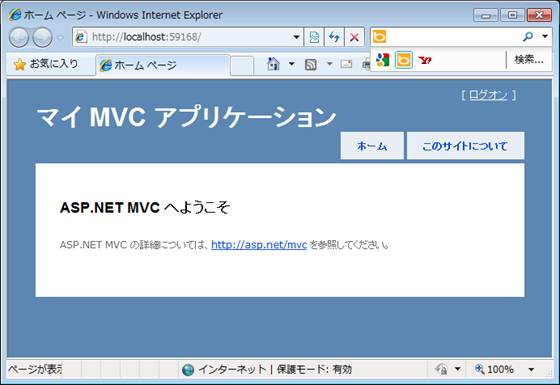 ホーム ページ - Windows Internet Explorer
http://localhost:59168/
お気に入り
ホーム ページ
検索...
[ ログオン ]
マイ MVC アプリケーション
ホーム
このサイトについて
ASP.NET MVC へようこそ
ASP.NET MVC の詳細については、http://asp.net/mvc を参照してください。
ページが表示
インターネット | 保護モード: 有効
100%